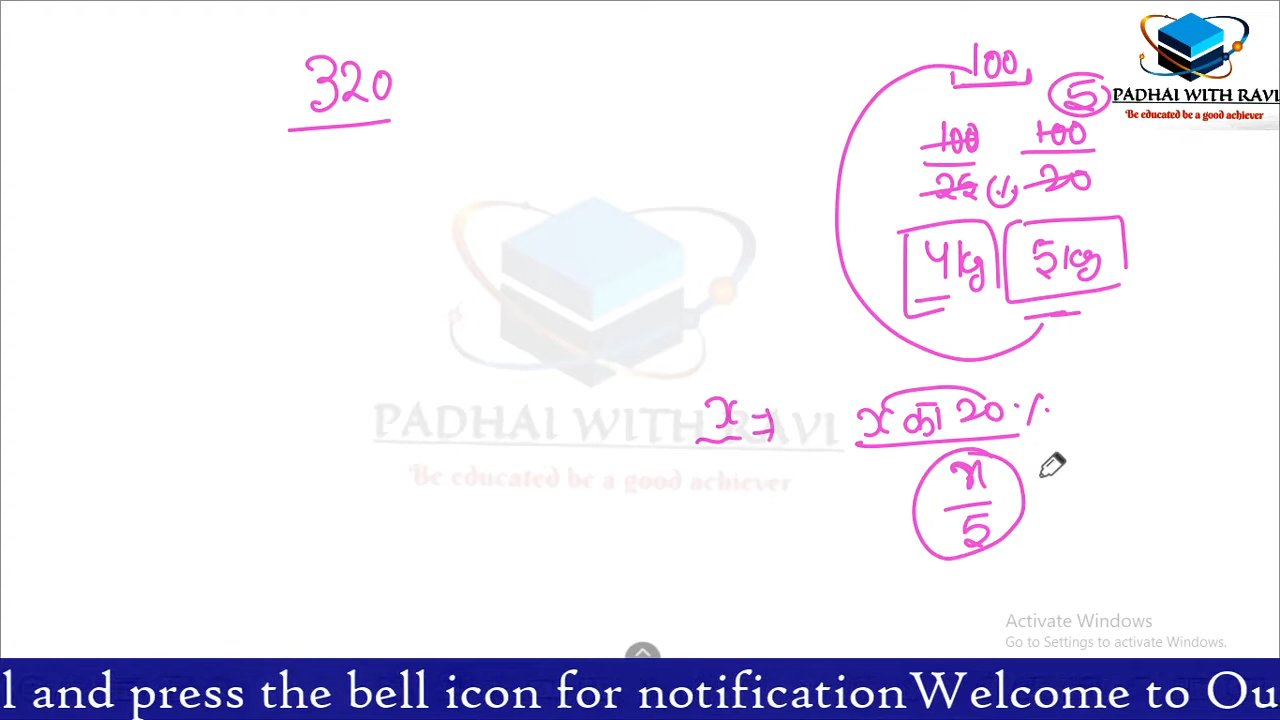 320
100
5
100 100
25 % 20
4kg 5kg
x ⇒ x का 20%
x
5
PADHAI WITH RAVI
Be educated be a good achiever
PADHAI WITH RAVI
Be educated be a good achiever
Activate Windows
Go to Settings to activate Windows.
l and press the bell icon for notificationWelcome to Ou